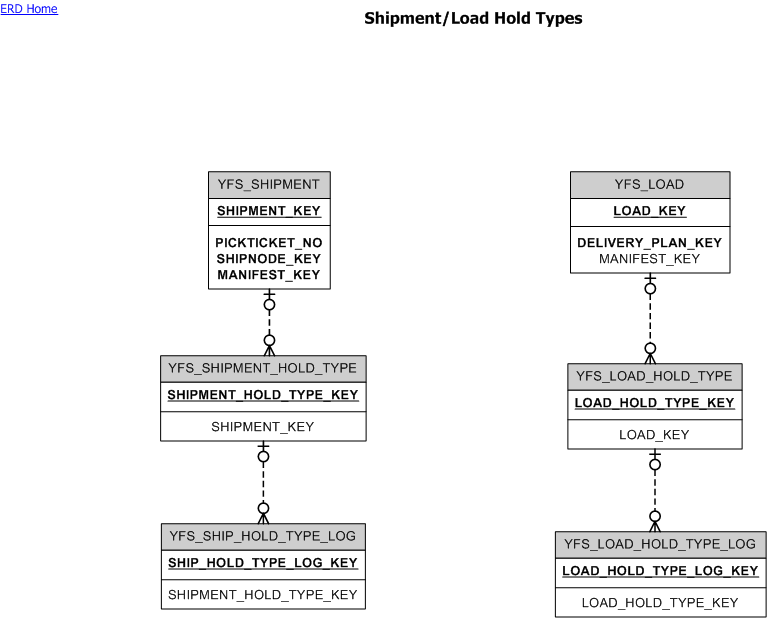 ERD Home
Shipment/Load Hold Types
YFS_SHIPMENT
SHIPMENT_KEY
PICKTICKET_NO
SHIPNODE_KEY
MANIFEST_KEY
YFS_SHIPMENT_HOLD_TYPE
SHIPMENT_HOLD_TYPE_KEY
SHIPMENT_KEY
YFS_SHIP_HOLD_TYPE_LOG
SHIP_HOLD_TYPE_LOG_KEY
SHIPMENT_HOLD_TYPE_KEY
YFS_LOAD
LOAD_KEY
DELIVERY_PLAN_KEY
MANIFEST_KEY
YFS_LOAD_HOLD_TYPE
LOAD_HOLD_TYPE_KEY
LOAD_KEY
YFS_LOAD_HOLD_TYPE_LOG
LOAD_HOLD_TYPE_LOG_KEY
LOAD_HOLD_TYPE_KEY